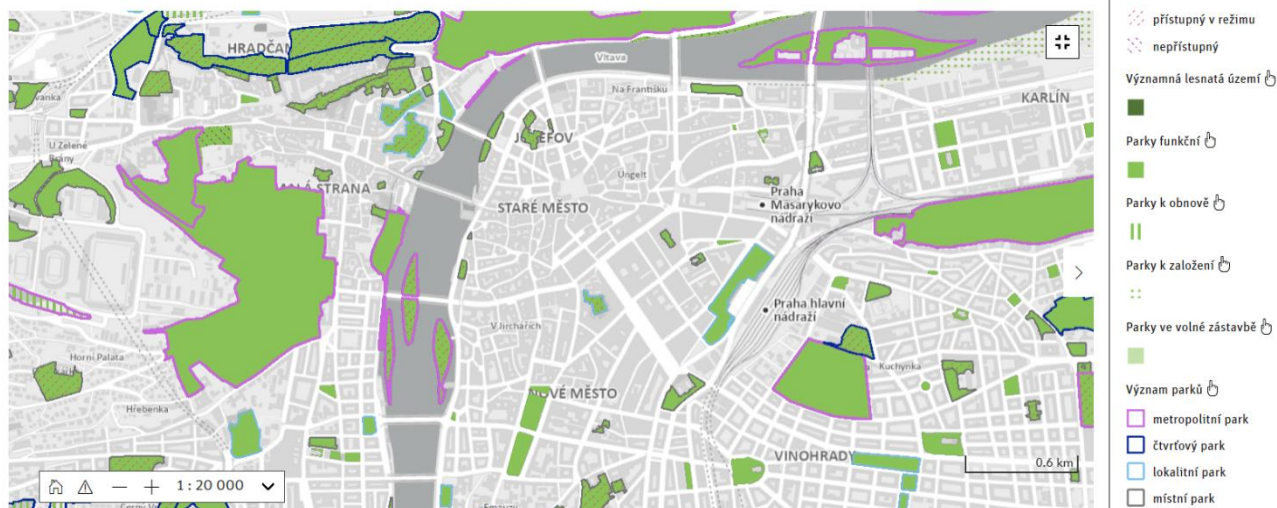 HRADČAN
Vltava
Na Františku
KARLÍN
U Zelené
Brány
JOSEFOV
Ungelt
MALÁ STRANA
STARÉ MĚSTO
Praha
Masarykovo
nádraží
Praha hlavní
nádraží
V Jirchářích
Horní Palata
Kuchyňka
Hřebenka
NOVÉ MĚSTO
VINOHRADY
0.6 km
1 : 20 000
Emauzy
přístupný v režimu
nepřístupný
Významná lesnatá území
Parky funkční
Parky k obnově
Parky k založení
Parky ve volné zástavbě
Význam parků
metropolitní park
čtvrťový park
lokalitní park
místní park